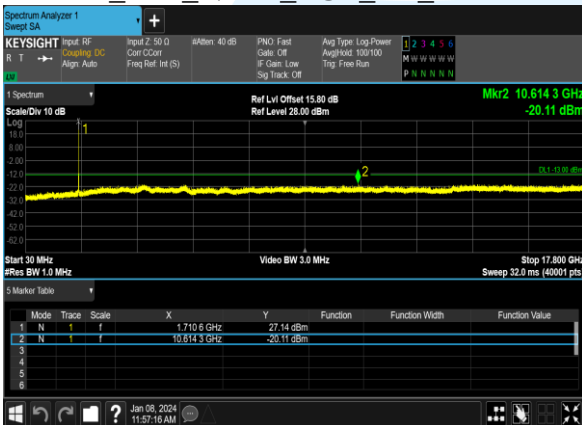 Spectrum Analyzer 1
Swept SA
+
KEYSIGHT Input: RF Input Z: 50 Ω #Atten: 40 dB PNO: Fast Avg Type: Log-Power 1 2 3 4 5 6
R T Coupling: DC Corr CCorr Gate: Off Avg|Hold: 100/100 M W W W W W
Align: Auto Freq Ref: Int (S) IF Gain: Low Trig: Free Run
Sig Track: Off P N N N N N
LW
1 Spectrum Ref Lvl Offset 15.80 dB Mkr2 10.614 3 GHz
Scale/Div 10 dB Ref Level 28.00 dBm -20.11 dBm
Log
1
18.0
8.00
-2.00
2
-12.0 DL1 -13.00 dBm
-22.0
-32.0
-42.0
-52.0
-62.0
Start 30 MHz Video BW 3.0 MHz Stop 17.800 GHz
#Res BW 1.0 MHz Sweep 32.0 ms (40001 pts)
5 Marker Table
Mode Trace Scale X Y Function Function Width Function Value
1 N 1 f 1.710 6 GHz 27.14 dBm
2 N 1 f 10.614 3 GHz -20.11 dBm
3
4
5
6
? Jan 08, 2024
11:57:16 AM